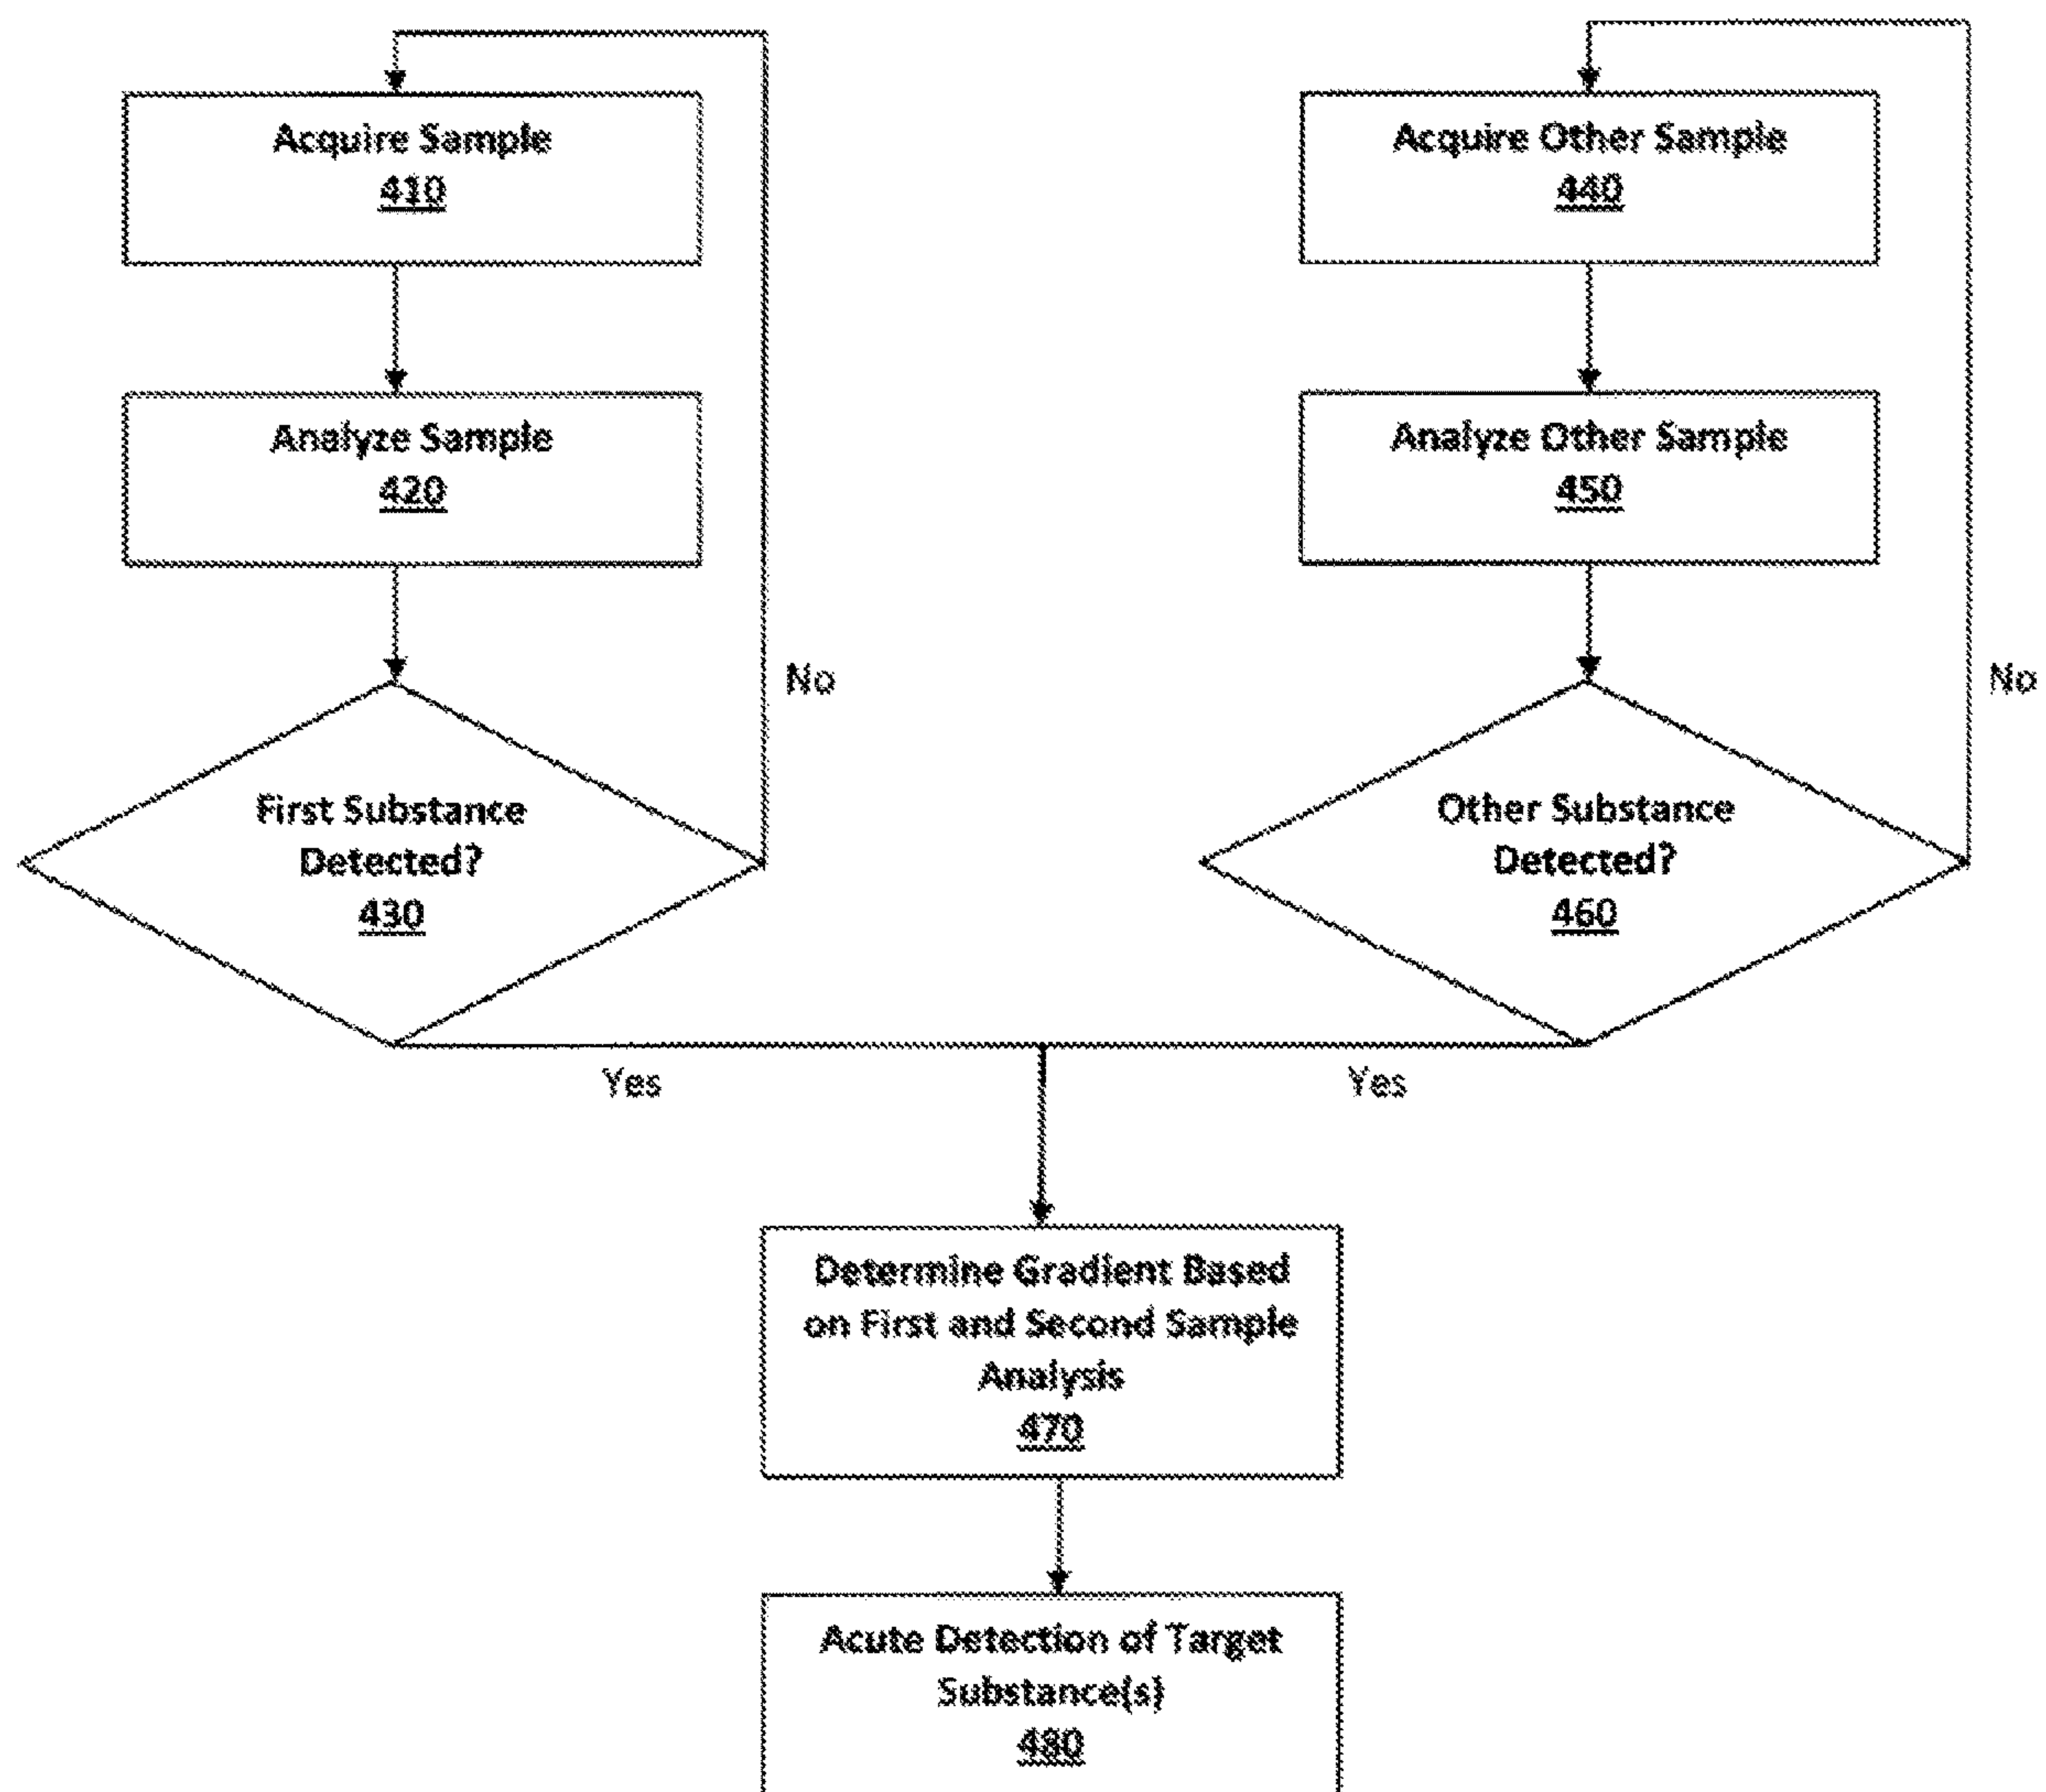 Acquire Sample
410
Analyze Sample
420
No
First Substance
Detected?
430
Yes
Acquire Other Sample
440
Analyze Other Sample
450
No
Other Substance
Detected?
460
Yes
Determine Gradient Based
on First and Second Sample
Analysis
470
Acute Detection of Target
Substance(s)
480